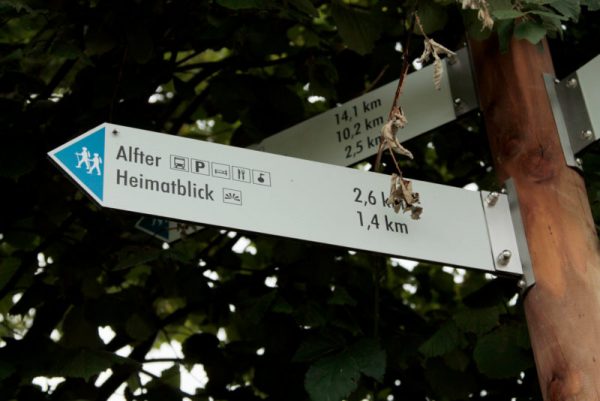 14,1 km
10,2 km
2,5 km
Alfter P 2,6 km
Heimatblick 1,4 km